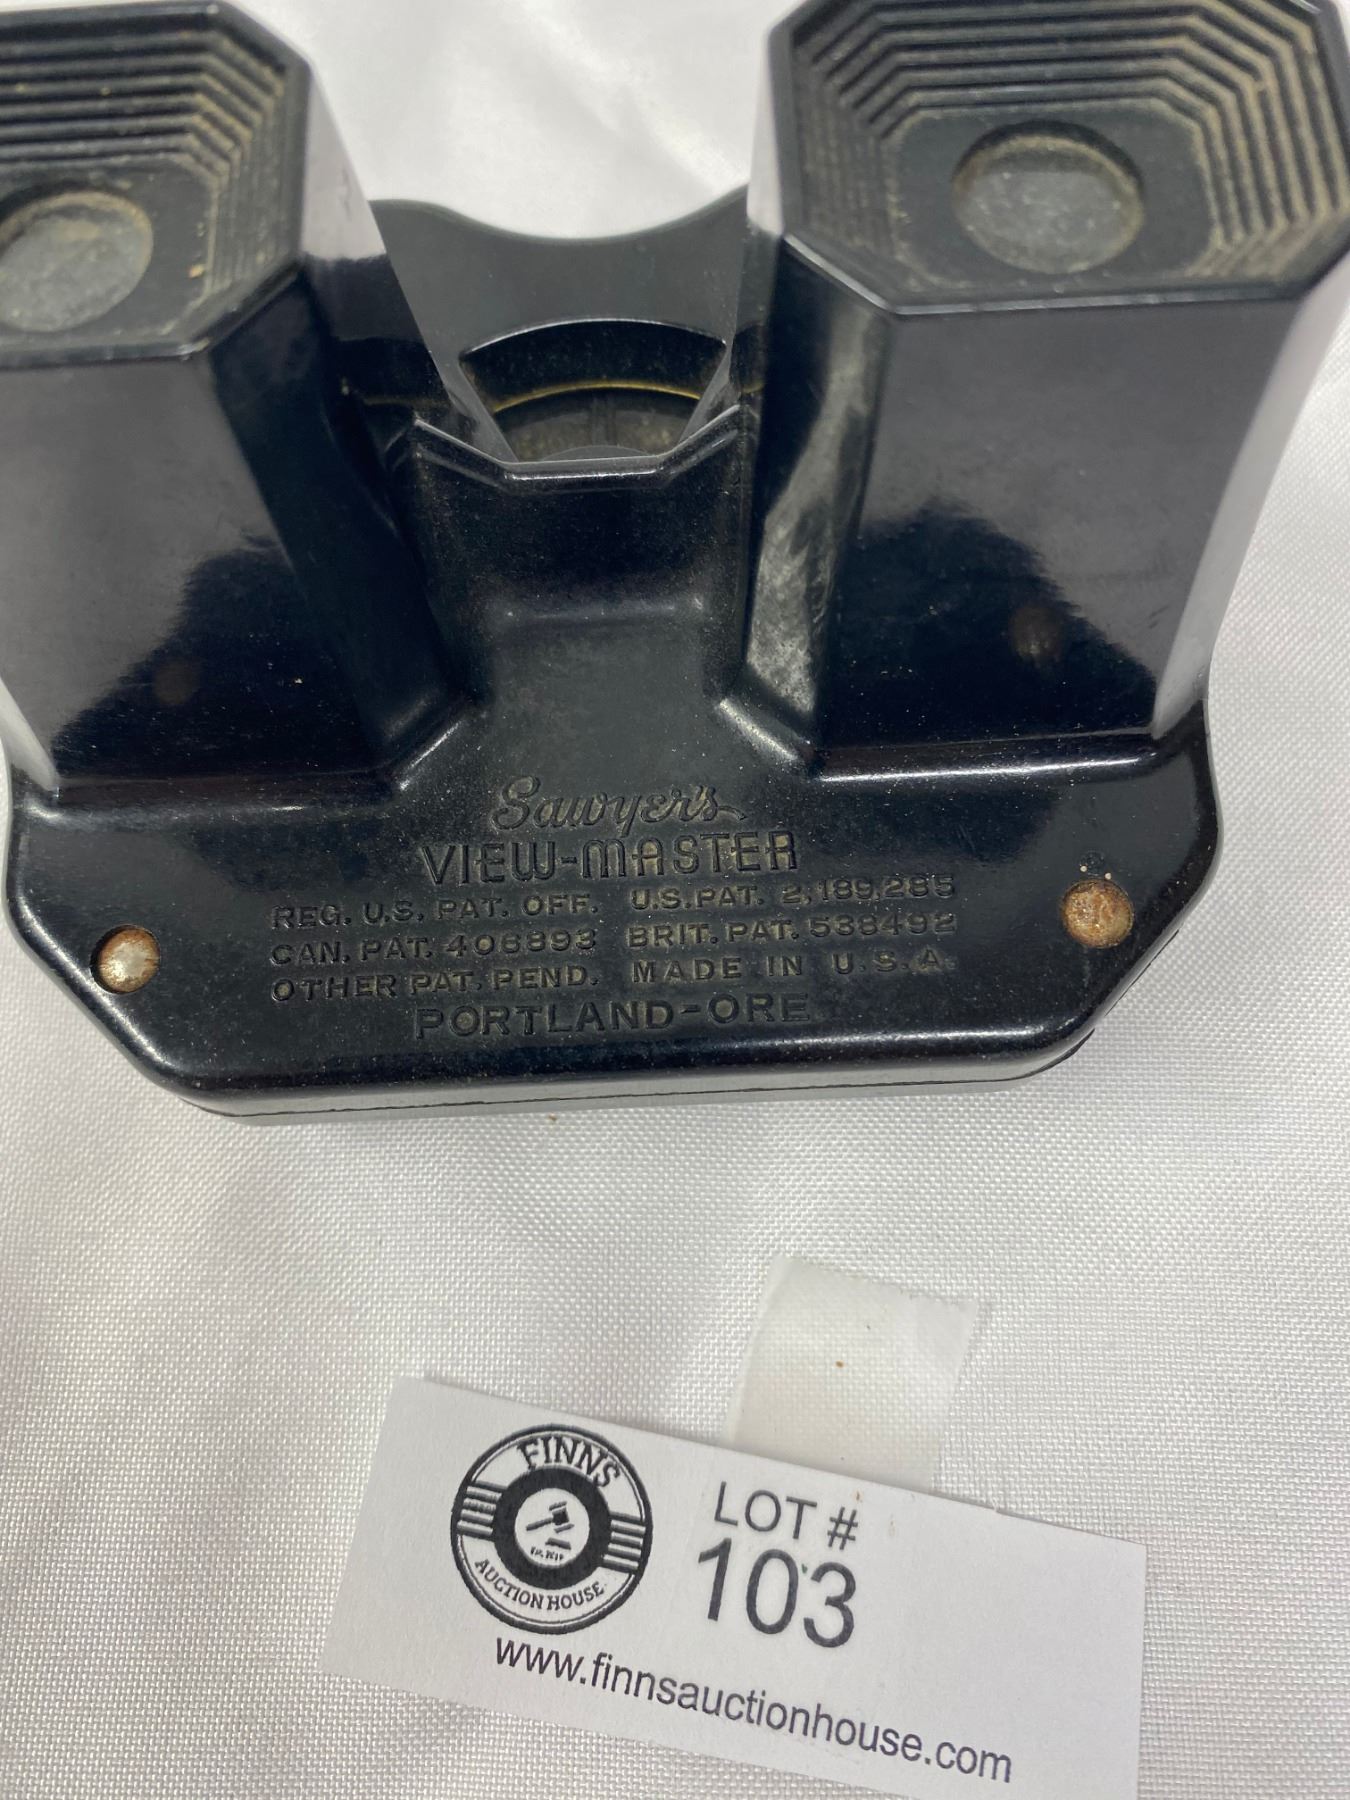 Sawyer's
VIEW-MASTER
REG. U.S. PAT. OFF. U.S. PAT. 2,189,285
CAN. PAT. 406893 BRIT. PAT. 538492
OTHER PAT. PEND. MADE IN U.S.A.
PORTLAND-ORE
FINNS
AUCTION HOUSE
LOT #
103
www.finnsauctionhouse.com